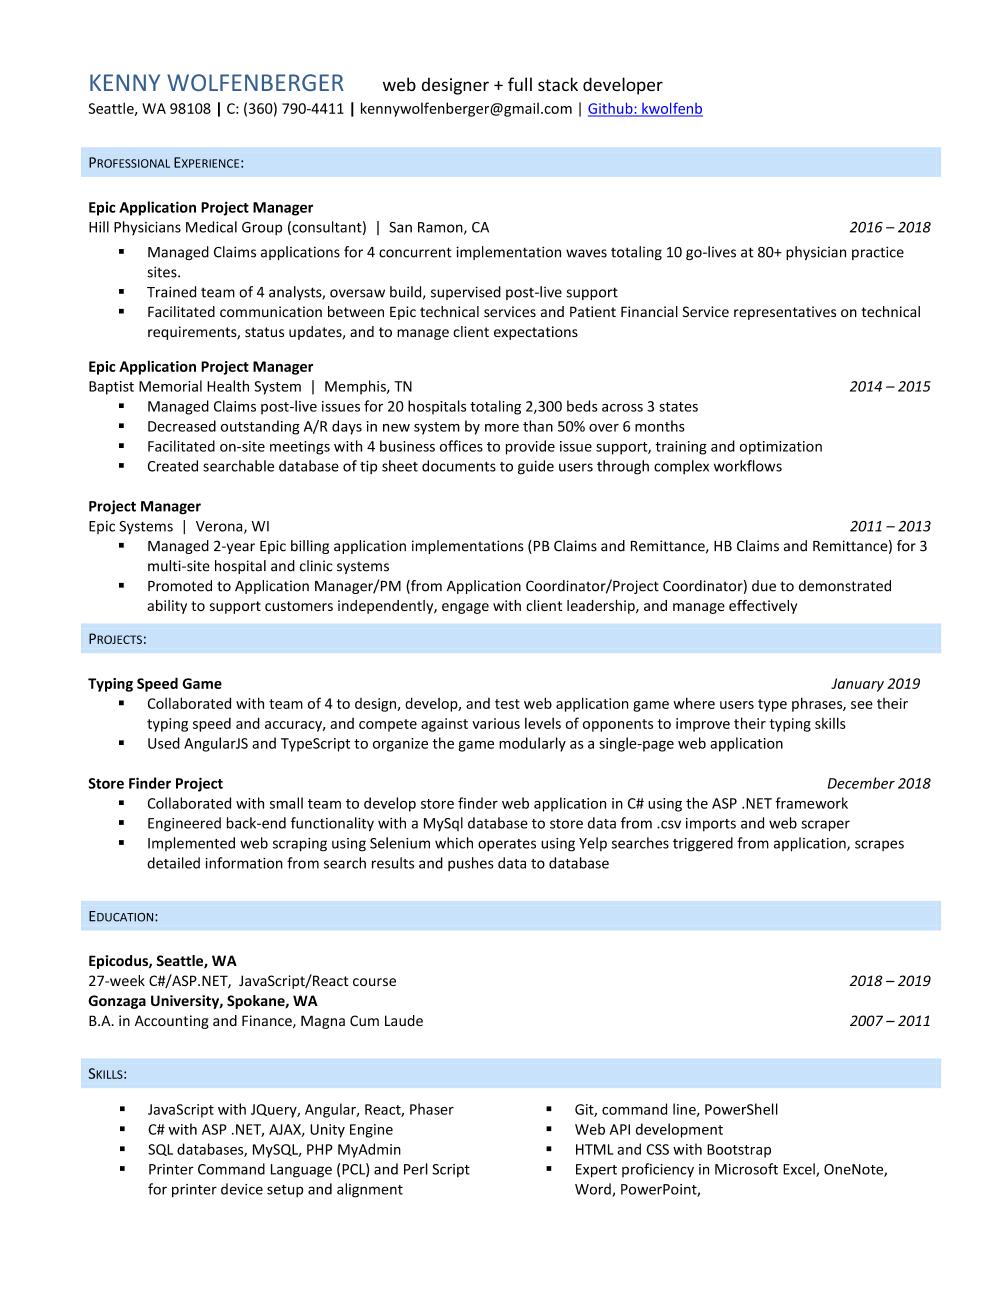 KENNY WOLFENBERGER web designer + full stack developer
Seattle, WA 98108 | C: (360) 790-4411 | kennywolfenberger@gmail.com | Github: kwolfenb
PROFESSIONAL EXPERIENCE:
Epic Application Project Manager
Hill Physicians Medical Group (consultant) | San Ramon, CA 2016 – 2018
▪ Managed Claims applications for 4 concurrent implementation waves totaling 10 go-lives at 80+ physician practice
sites.
▪ Trained team of 4 analysts, oversaw build, supervised post-live support
▪ Facilitated communication between Epic technical services and Patient Financial Service representatives on technical
requirements, status updates, and to manage client expectations
Epic Application Project Manager
Baptist Memorial Health System | Memphis, TN 2014 – 2015
▪ Managed Claims post-live issues for 20 hospitals totaling 2,300 beds across 3 states
▪ Decreased outstanding A/R days in new system by more than 50% over 6 months
▪ Facilitated on-site meetings with 4 business offices to provide issue support, training and optimization
▪ Created searchable database of tip sheet documents to guide users through complex workflows
Project Manager
Epic Systems | Verona, WI 2011 – 2013
▪ Managed 2-year Epic billing application implementations (PB Claims and Remittance, HB Claims and Remittance) for 3
multi-site hospital and clinic systems
▪ Promoted to Application Manager/PM (from Application Coordinator/Project Coordinator) due to demonstrated
ability to support customers independently, engage with client leadership, and manage effectively
PROJECTS:
Typing Speed Game January 2019
▪ Collaborated with team of 4 to design, develop, and test web application game where users type phrases, see their
typing speed and accuracy, and compete against various levels of opponents to improve their typing skills
▪ Used AngularJS and TypeScript to organize the game modularly as a single-page web application
Store Finder Project December 2018
▪ Collaborated with small team to develop store finder web application in C# using the ASP .NET framework
▪ Engineered back-end functionality with a MySql database to store data from .csv imports and web scraper
▪ Implemented web scraping using Selenium which operates using Yelp searches triggered from application, scrapes
detailed information from search results and pushes data to database
EDUCATION:
Epicodus, Seattle, WA
27-week C#/ASP.NET, JavaScript/React course 2018 – 2019
Gonzaga University, Spokane, WA
B.A. in Accounting and Finance, Magna Cum Laude 2007 – 2011
SKILLS:
▪ JavaScript with JQuery, Angular, React, Phaser
▪ C# with ASP .NET, AJAX, Unity Engine
▪ SQL databases, MySQL, PHP MyAdmin
▪ Printer Command Language (PCL) and Perl Script
for printer device setup and alignment
▪ Git, command line, PowerShell
▪ Web API development
▪ HTML and CSS with Bootstrap
▪ Expert proficiency in Microsoft Excel, OneNote,
Word, PowerPoint,